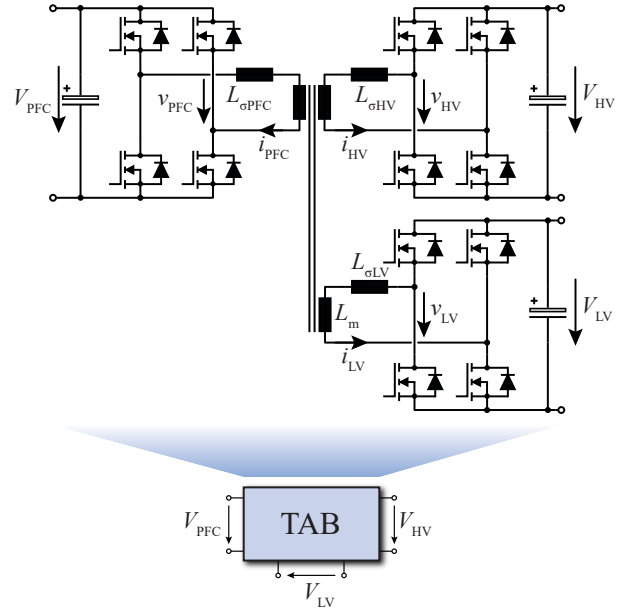 +
V_PFC
v_PFC
L_σPFC
i_PFC
L_σHV
i_HV
v_HV
+
V_HV
L_σLV
L_m
i_LV
v_LV
+
V_LV
V_PFC
TAB
V_HV
V_LV